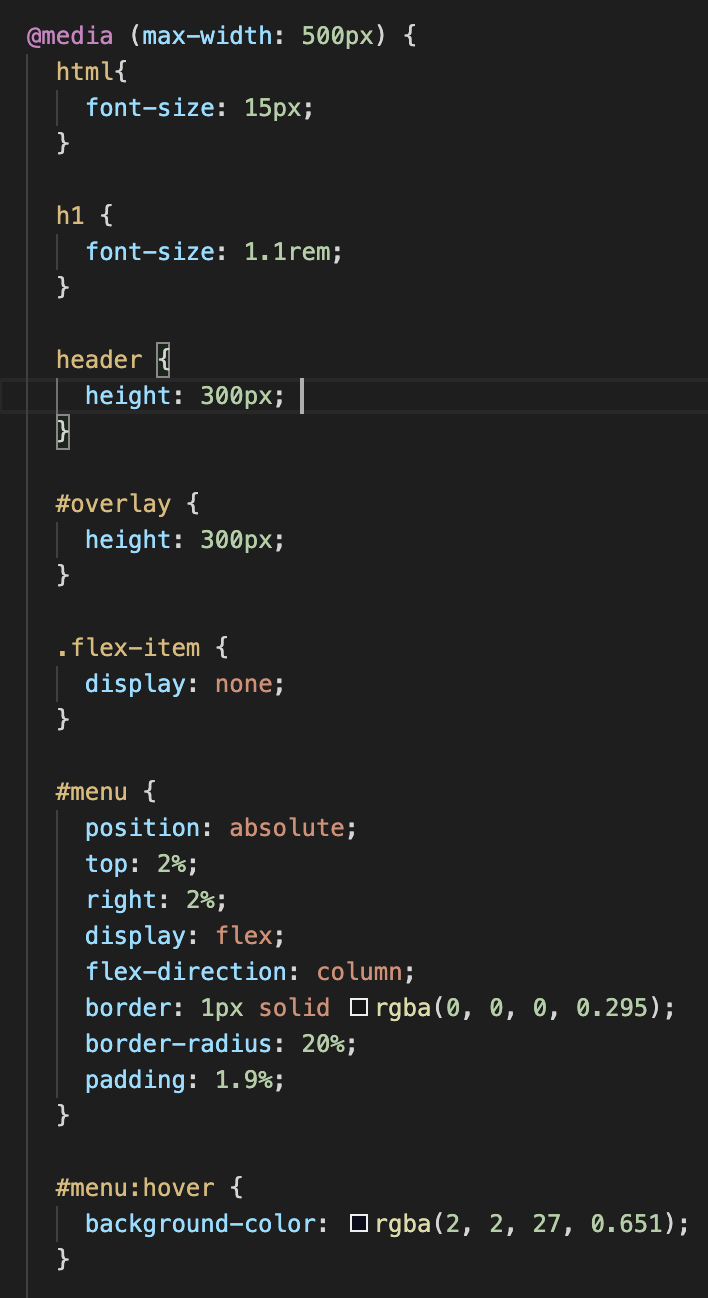 @media (max-width: 500px) {
  html{
    font-size: 15px;
  }

  h1 {
    font-size: 1.1rem;
  }

  header {
    height: 300px;
  }

  #overlay {
    height: 300px;
  }

  .flex-item {
    display: none;
  }

  #menu {
    position: absolute;
    top: 2%;
    right: 2%;
    display: flex;
    flex-direction: column;
    border: 1px solid rgba(0, 0, 0, 0.295);
    border-radius: 20%;
    padding: 1.9%;
  }

  #menu:hover {
    background-color: rgba(2, 2, 27, 0.651);
  }